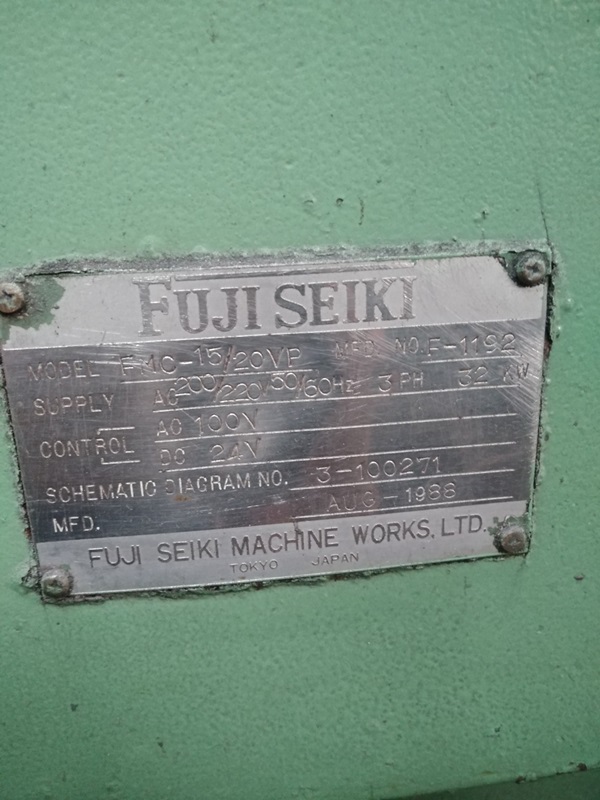 FUJI SEIKI
MODEL FMC-15/20VP MFD NO. F-1192
SUPPLY AC 200/220/50/60Hz 3 PH 32 KW
CONTROL AC 100V
DC 24V
SCHEMATIC DIAGRAM NO. 3-100271
MFD. AUG-1988
FUJI SEIKI MACHINE WORKS, LTD.
TOKYO JAPAN